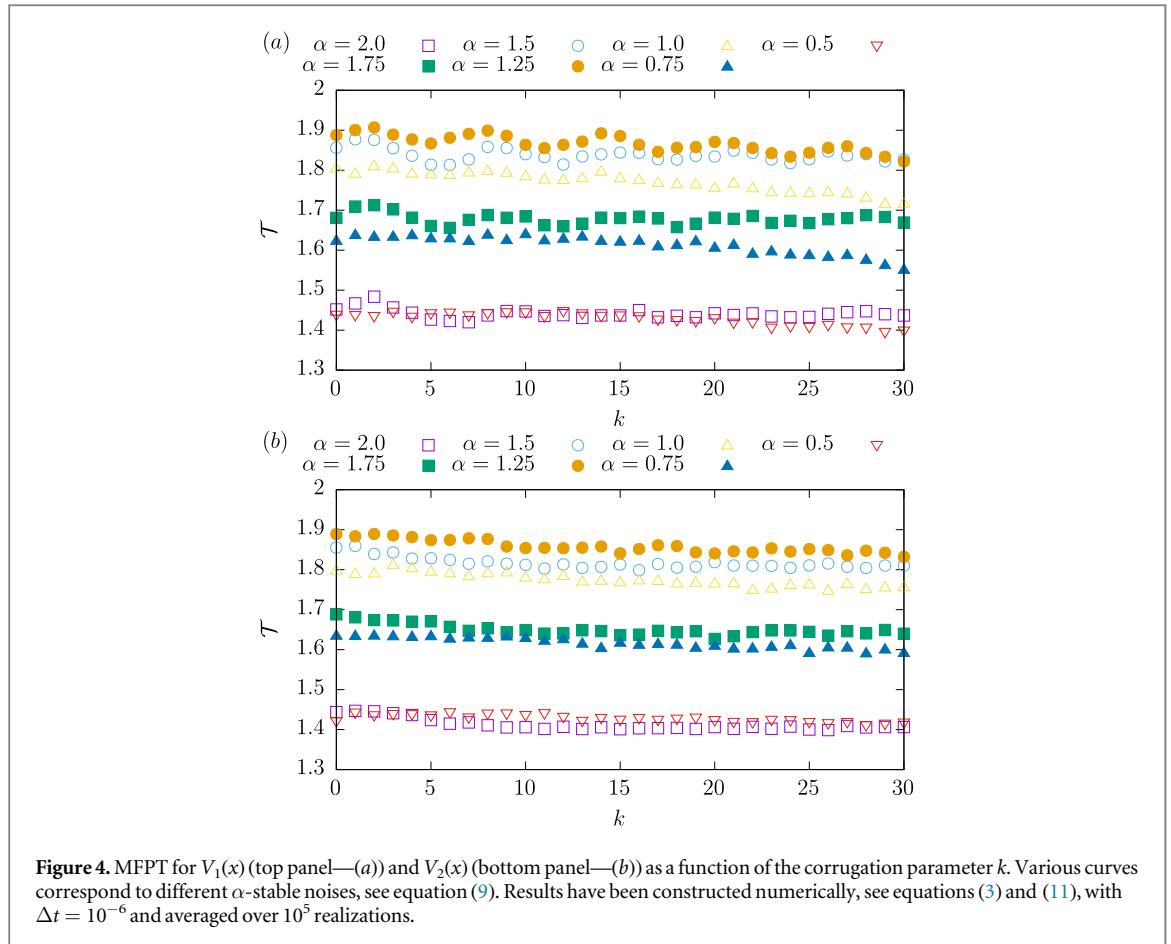 (a) α = 2.0 α = 1.5 α = 1.0 α = 0.5
α = 1.75 α = 1.25 α = 0.75
2
1.9
1.8
1.7
𝒯
1.6
1.5
1.4
1.3
0 5 10 15 20 25 30
k
(b) α = 2.0 α = 1.5 α = 1.0 α = 0.5
α = 1.75 α = 1.25 α = 0.75
2
1.9
1.8
1.7
𝒯
1.6
1.5
1.4
1.3
0 5 10 15 20 25 30
k
Figure 4. MFPT for V₁(x) (top panel—(a)) and V₂(x) (bottom panel—(b)) as a function of the corrugation parameter k. Various curves
correspond to different α-stable noises, see equation (9). Results have been constructed numerically, see equations (3) and (11), with
Δt = 10⁻⁶ and averaged over 10⁵ realizations.